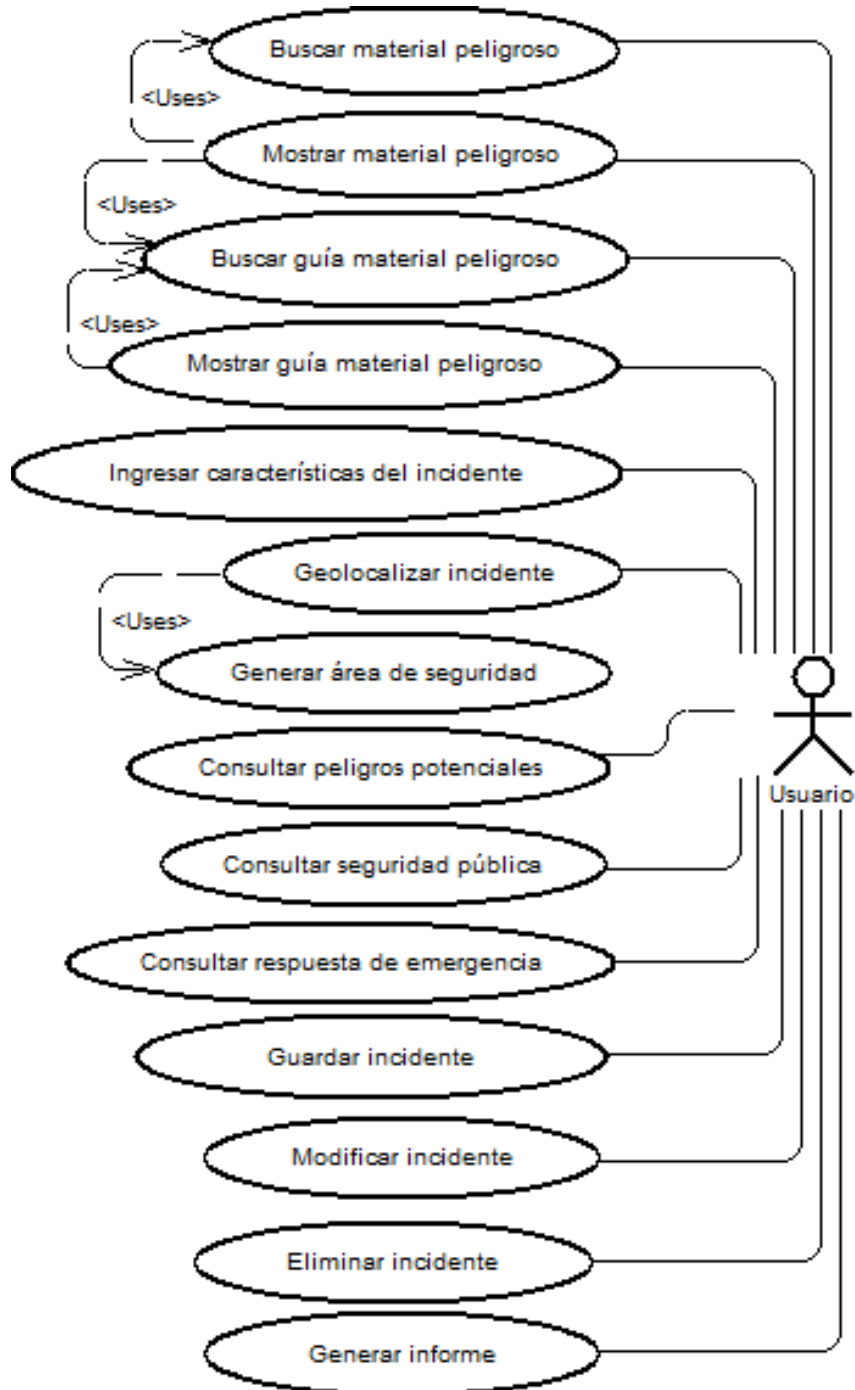 Buscar material peligroso
<Uses>
Mostrar material peligroso
<Uses>
Buscar guía material peligroso
<Uses>
Mostrar guía material peligroso
Ingresar características del incidente
Geolocalizar incidente
<Uses>
Generar área de seguridad
Consultar peligros potenciales
Usuario
Consultar seguridad pública
Consultar respuesta de emergencia
Guardar incidente
Modificar incidente
Eliminar incidente
Generar informe